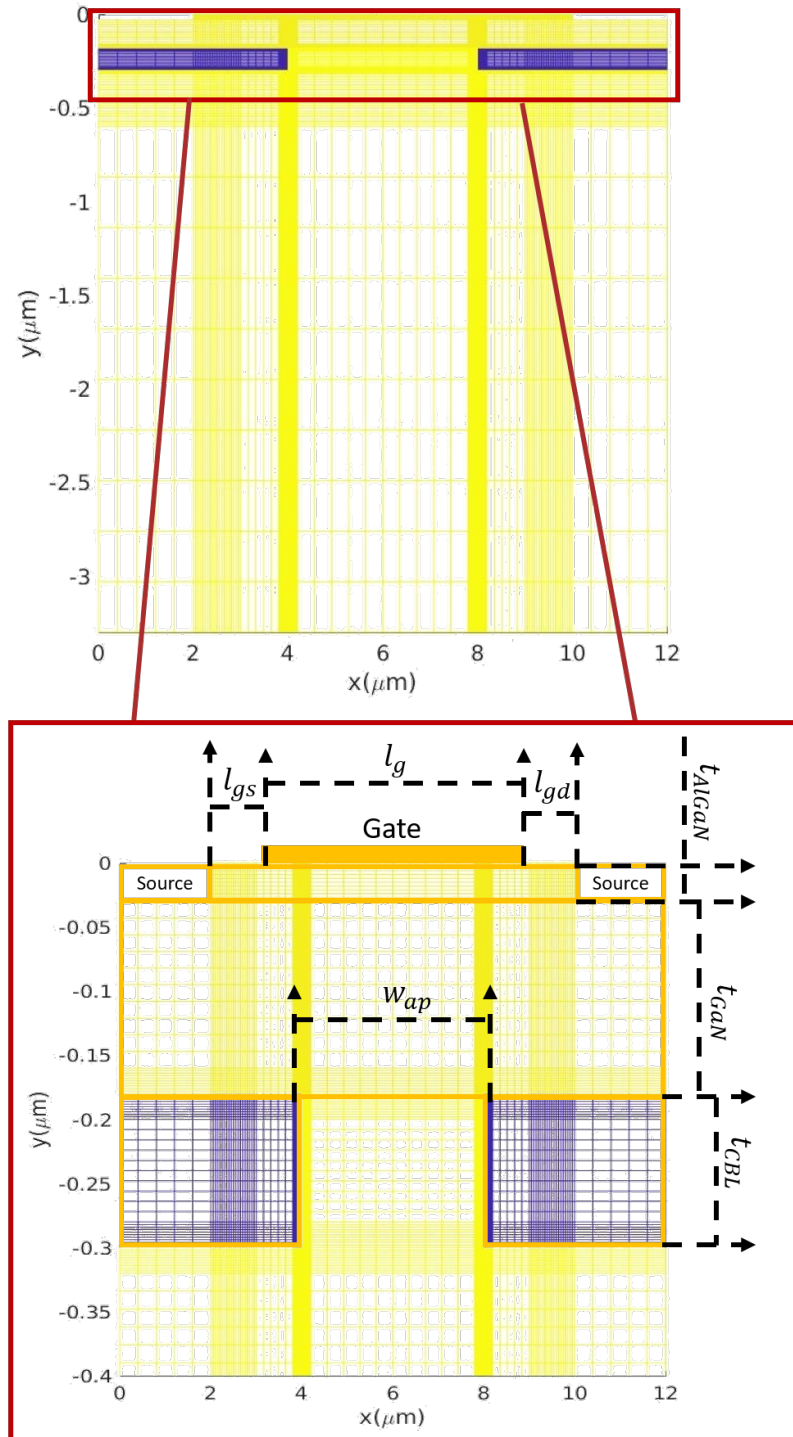 0
-0.5
-1
-1.5
-2
-2.5
-3
y(μm)
0 2 4 6 8 10 12
x(μm)
l_g
l_gs
l_gd
t_AlGaN
Gate
Source
Source
0
-0.05
-0.1
-0.15
-0.2
-0.25
-0.3
-0.35
-0.4
y(μm)
w_ap
t_GaN
t_CBL
0 2 4 6 8 10 12
x(μm)